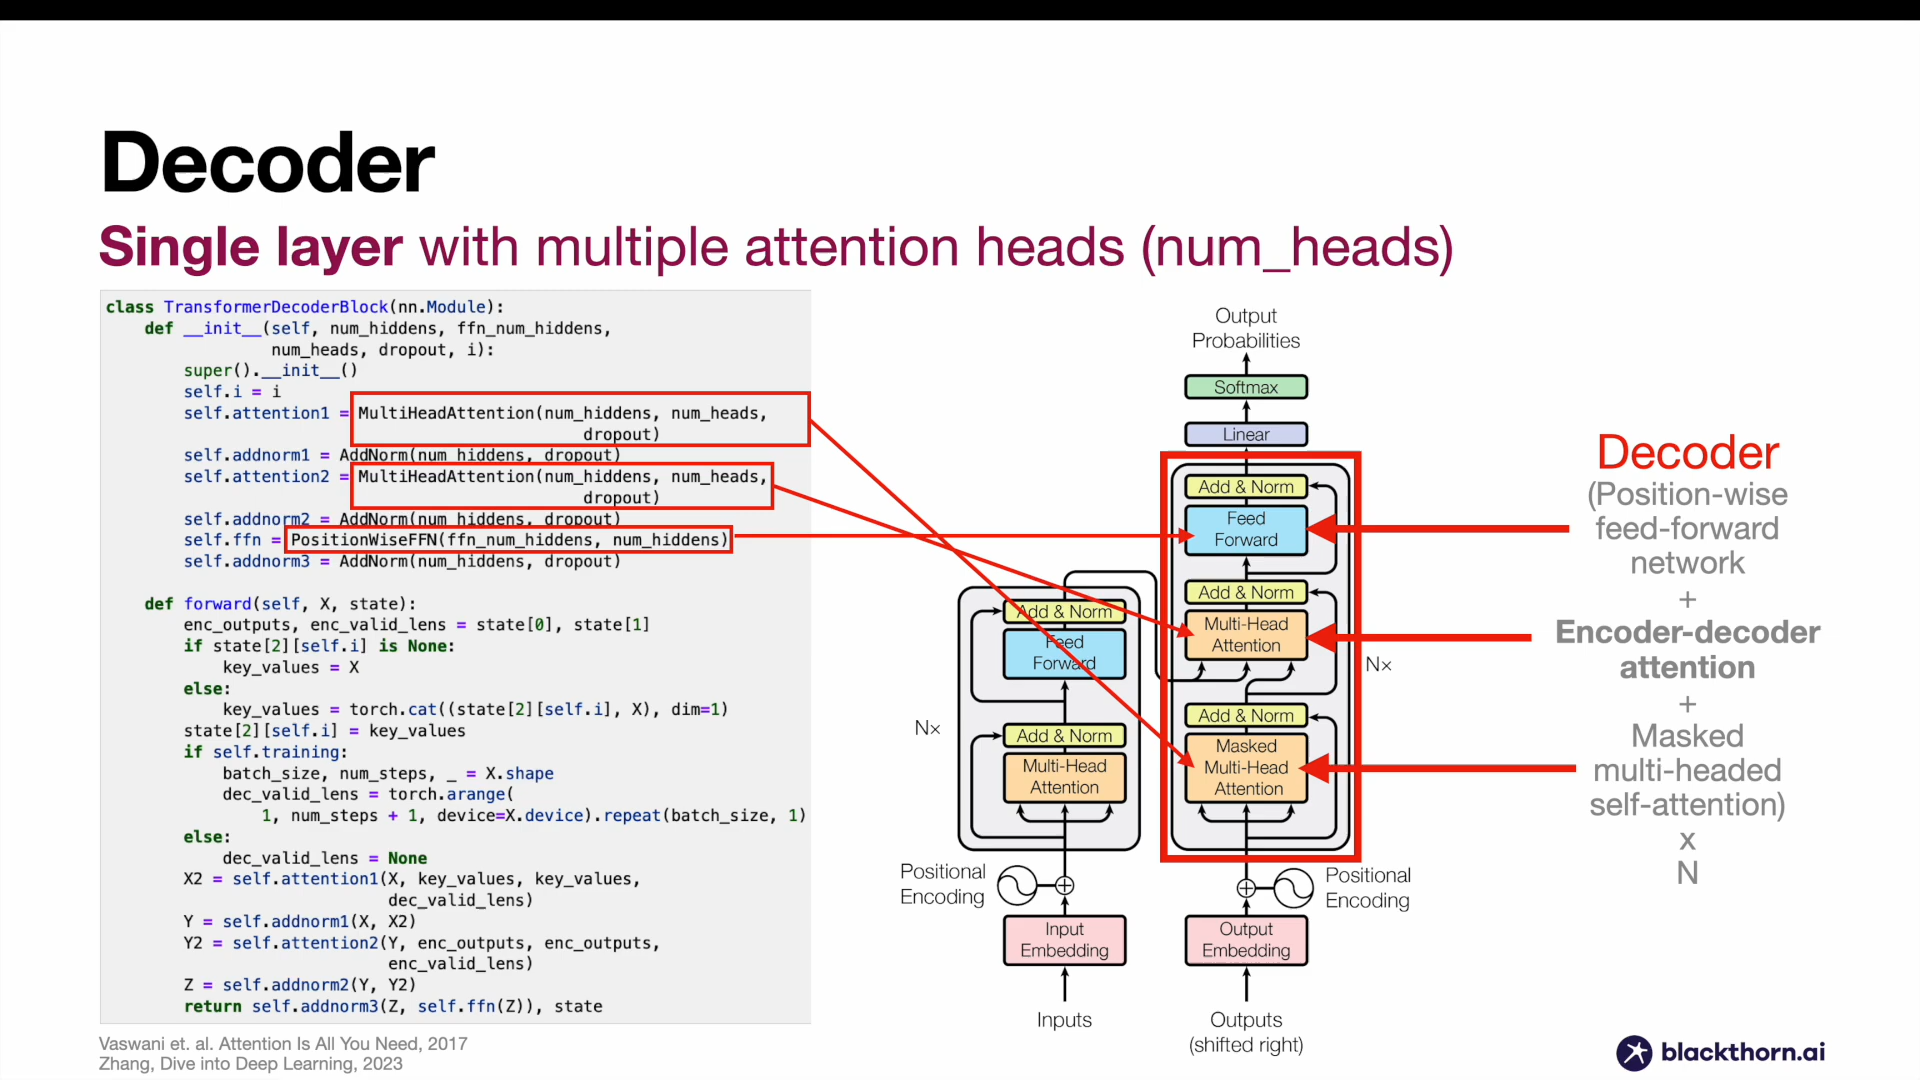 Decoder
Single layer with multiple attention heads (num_heads)
class TransformerDecoderBlock(nn.Module):
    def __init__(self, num_hiddens, ffn_num_hiddens,
                 num_heads, dropout, i):
        super().__init__()
        self.i = i
        self.attention1 = MultiHeadAttention(num_hiddens, num_heads,
                                        dropout)
        self.addnorm1 = AddNorm(num_hiddens, dropout)
        self.attention2 = MultiHeadAttention(num_hiddens, num_heads,
                                        dropout)
        self.addnorm2 = AddNorm(num_hiddens, dropout)
        self.ffn = PositionWiseFFN(ffn_num_hiddens, num_hiddens)
        self.addnorm3 = AddNorm(num_hiddens, dropout)
    def forward(self, X, state):
        enc_outputs, enc_valid_lens = state[0], state[1]
        if state[2][self.i] is None:
            key_values = X
        else:
            key_values = torch.cat((state[2][self.i], X), dim=1)
        state[2][self.i] = key_values
        if self.training:
            batch_size, num_steps, _ = X.shape
            dec_valid_lens = torch.arange(
                1, num_steps + 1, device=X.device).repeat(batch_size, 1)
        else:
            dec_valid_lens = None
        X2 = self.attention1(X, key_values, key_values,
                             dec_valid_lens)
        Y = self.addnorm1(X, X2)
        Y2 = self.attention2(Y, enc_outputs, enc_outputs,
                             enc_valid_lens)
        Z = self.addnorm2(Y, Y2)
        return self.addnorm3(Z, self.ffn(Z)), state
Vaswani et. al. Attention Is All You Need, 2017
Zhang, Dive into Deep Learning, 2023
Add & Norm
Feed
Forward
N×
Add & Norm
Multi-Head
Attention
Positional
Encoding
Input
Embedding
Inputs
Output
Probabilities
Softmax
Linear
Add & Norm
Feed
Forward
Add & Norm
Multi-Head
Attention
N×
Add & Norm
Masked
Multi-Head
Attention
Positional
Encoding
Output
Embedding
Outputs
(shifted right)
Decoder
(Position-wise
feed-forward
network
+
Encoder-decoder
attention
+
Masked
multi-headed
self-attention)
x
N
blackthorn.ai